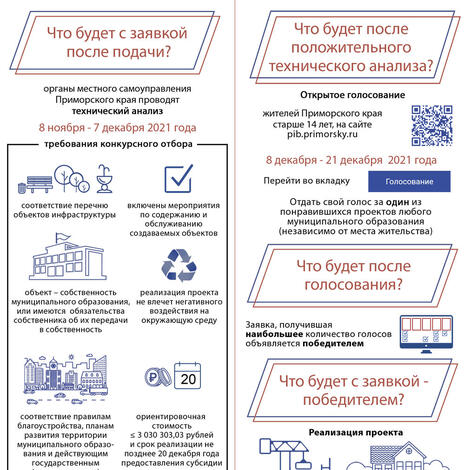 Что будет с заявкой
после подачи?
органы местного самоуправления
Приморского края проводят
технический анализ
8 ноября - 7 декабря 2021 года
требования конкурсного отбора
соответствие перечню
объектов инфраструктуры
включены мероприятия
по содержанию и
обслуживанию
создаваемых объектов
объект – собственность
муниципального образования,
или имеются обязательства
собственника об их передачи
в собственность
реализация проекта
не влечет негативного
воздействия на
окружающую среду
20
соответствие правилам
благоустройства, планам
развития территории
муниципального образо-
вания и действующим
государственным
ориентировочная
стоимость
≤ 3 030 303,03 рублей
и срок реализации не
позднее 20 декабря года
предоставления субсидии
Что будет после
положительного
технического анализа?
Открытое голосование
жителей Приморского края
старше 14 лет, на сайте
pib.primorsky.ru
8 декабря - 21 декабря 2021 года
Перейти во вкладку
Голосование
Отдать свой голос за один из
понравившихся проектов любого
муниципального образования
(независимо от места жительства)
Что будет после
голосования?
Заявка, получившая
наибольшее количество голосов
объявляется победителем
Что будет с заявкой -
победителем?
Реализация проекта